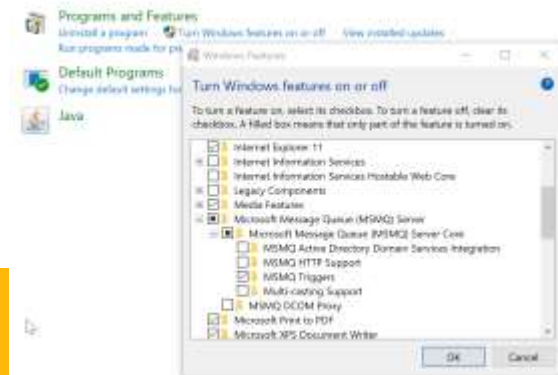 Programs and Features
Uninstall a program Turn Windows features on or off View installed updates
Run programs made for
Default Programs
Change default settings for
Java
Windows Features
Turn Windows features on or off
To turn a feature on, select its checkbox. To turn a feature off, clear its
checkbox. A filled box means that only part of the feature is turned on.
Internet Explorer 11
Internet Information Services
Internet Information Services Hostable Web Core
Legacy Components
Media Features
Microsoft Message Queue (MSMQ) Server
Microsoft Message Queue (MSMQ) Server Core
MSMQ Active Directory Domain Services Integration
MSMQ HTTP Support
MSMQ Triggers
Multi-casting Support
MSMQ DCOM Proxy
Microsoft Print to PDF
Microsoft XPS Document Writer
OK Cancel